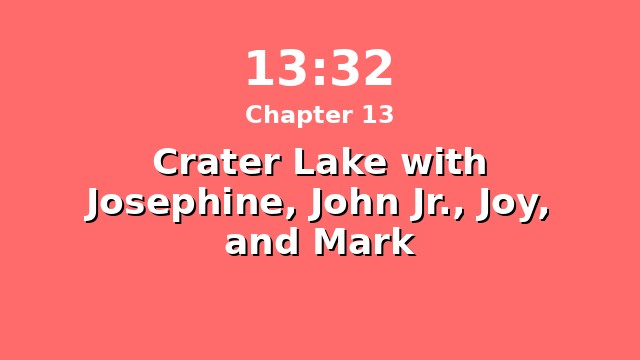 13:32
Chapter 13
Crater Lake with
Josephine, John Jr., Joy,
and Mark